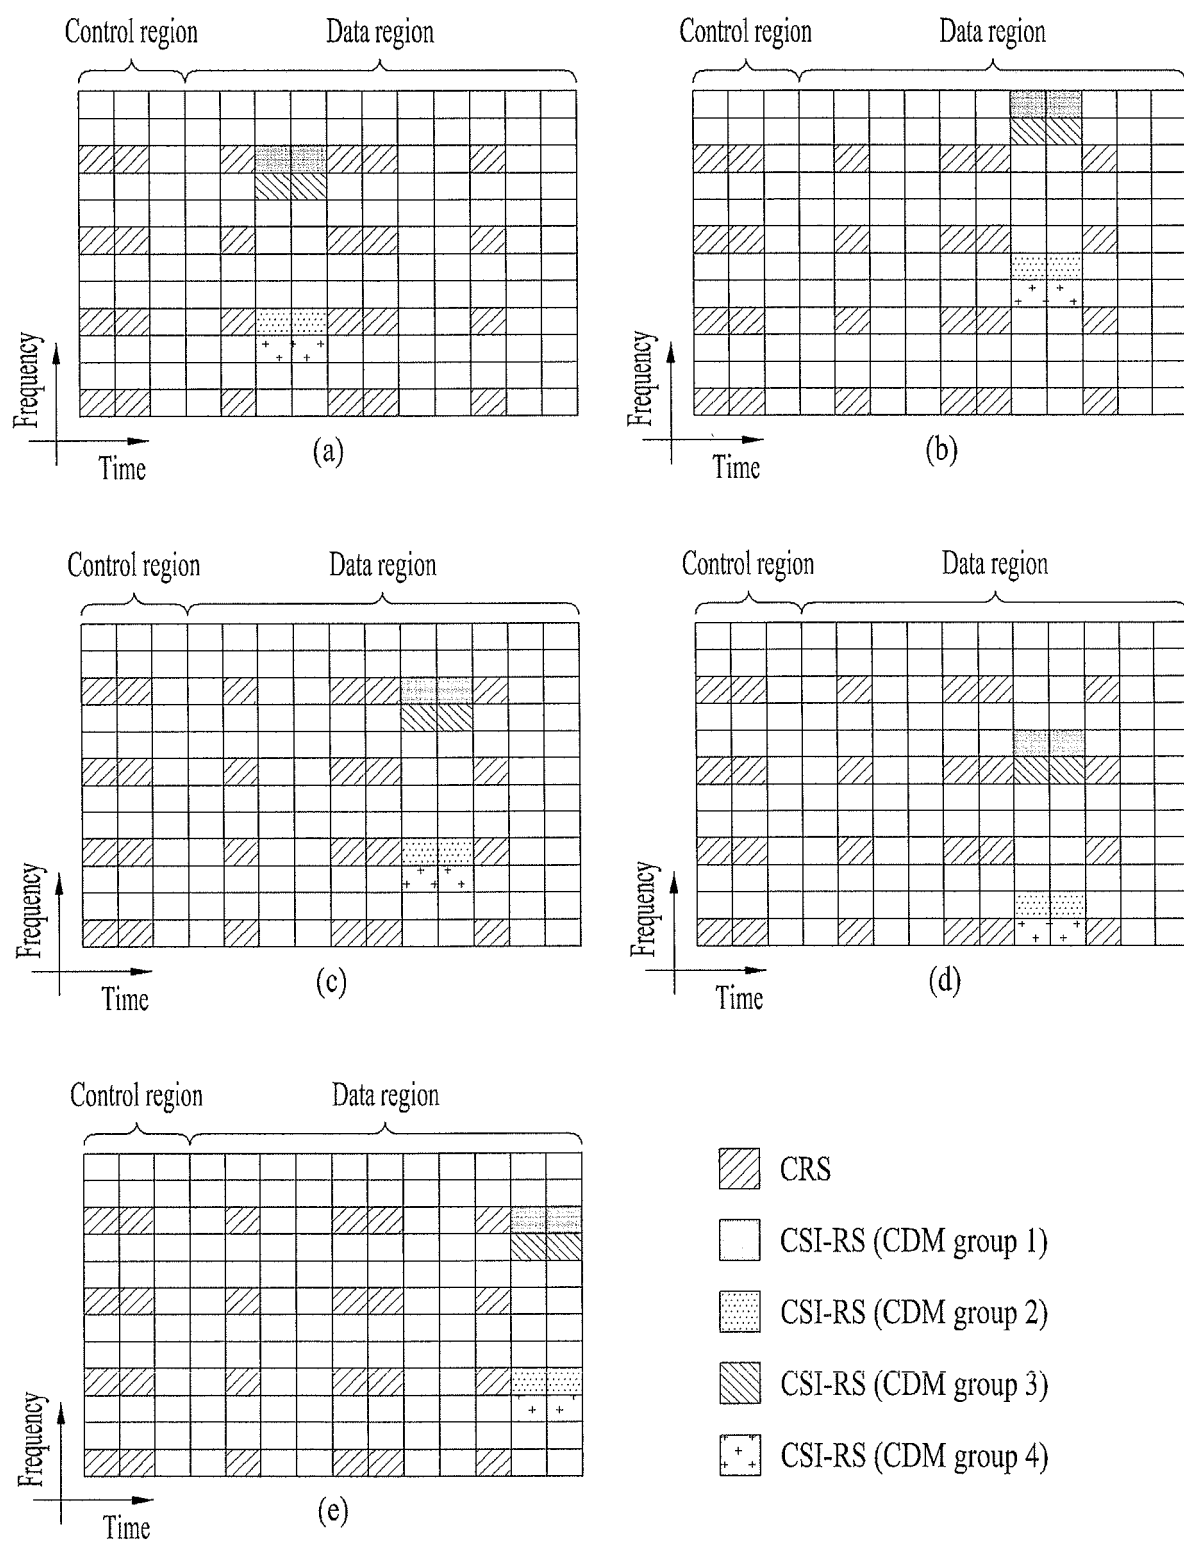 Control region
Data region
Frequency
Time
(a)
Control region
Data region
Frequency
Time
(b)
Control region
Data region
Frequency
Time
(c)
Control region
Data region
Frequency
Time
(d)
Control region
Data region
Frequency
Time
(e)
CRS
CSI-RS (CDM group 1)
CSI-RS (CDM group 2)
CSI-RS (CDM group 3)
CSI-RS (CDM group 4)